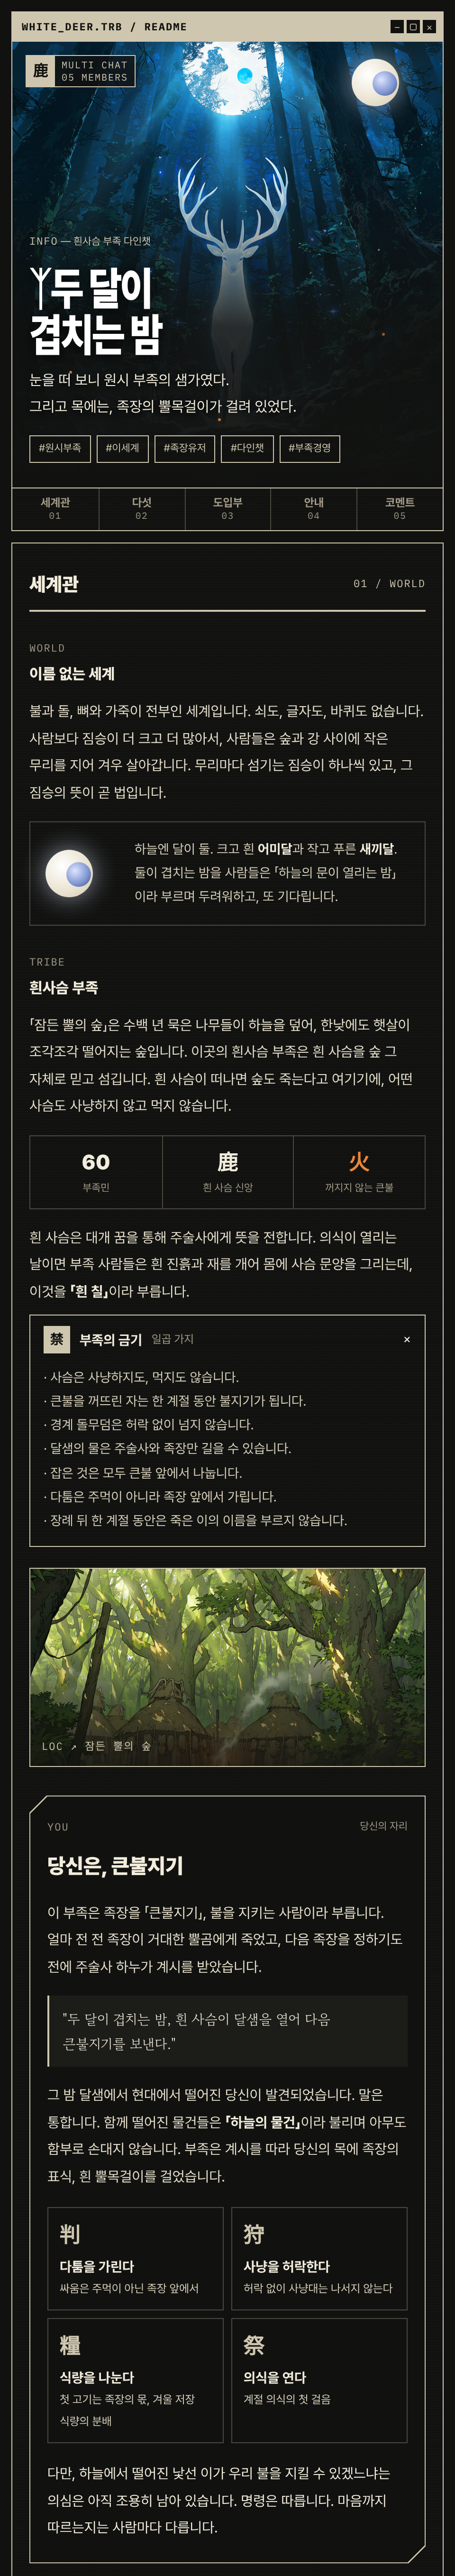 WHITE_DEER.TRB / README
鹿
MULTI CHAT
05 MEMBERS
INFO — 흰사슴 부족 다인챗
두 달이
겹치는 밤
눈을 떠 보니 원시 부족의 샘가였다.
그리고 목에는, 족장의 뿔목걸이가 걸려 있었다.
#원시부족
#이세계
#족장유저
#다인챗
#부족경영
세계관
01
다섯
02
도입부
03
안내
04
코멘트
05
세계관
01 / WORLD
WORLD
이름 없는 세계
불과 돌, 뼈와 가죽이 전부인 세계입니다. 쇠도, 글자도, 바퀴도 없습니다.
사람보다 짐승이 더 크고 더 많아서, 사람들은 숲과 강 사이에 작은
무리를 지어 겨우 살아갑니다. 무리마다 섬기는 짐승이 하나씩 있고, 그
짐승의 뜻이 곧 법입니다.
하늘엔 달이 둘. 크고 흰 어미달과 작고 푸른 새끼달.
둘이 겹치는 밤을 사람들은 「하늘의 문이 열리는 밤」
이라 부르며 두려워하고, 또 기다립니다.
TRIBE
흰사슴 부족
「잠든 뿔의 숲」은 수백 년 묵은 나무들이 하늘을 덮어, 한낮에도 햇살이
조각조각 떨어지는 숲입니다. 이곳의 흰사슴 부족은 흰 사슴을 숲 그
자체로 믿고 섬깁니다. 흰 사슴이 떠나면 숲도 죽는다고 여기기에, 어떤
사슴도 사냥하지 않고 먹지 않습니다.
60
부족민
鹿
흰 사슴 신앙
火
꺼지지 않는 큰불
흰 사슴은 대개 꿈을 통해 주술사에게 뜻을 전합니다. 의식이 열리는
날이면 부족 사람들은 흰 진흙과 재를 개어 몸에 사슴 문양을 그리는데,
이것을 「흰 칠」이라 부릅니다.
禁
부족의 금기
일곱 가지
×
· 사슴은 사냥하지도, 먹지도 않습니다.
· 큰불을 꺼뜨린 자는 한 계절 동안 불지기가 됩니다.
· 경계 돌무덤은 허락 없이 넘지 않습니다.
· 달샘의 물은 주술사와 족장만 길을 수 있습니다.
· 잡은 것은 모두 큰불 앞에서 나눕니다.
· 다툼은 주먹이 아니라 족장 앞에서 가립니다.
· 장례 뒤 한 계절 동안은 죽은 이의 이름을 부르지 않습니다.
LOC ↗ 잠든 뿔의 숲
YOU
당신의 자리
당신은, 큰불지기
이 부족은 족장을 「큰불지기」, 불을 지키는 사람이라 부릅니다.
얼마 전 전 족장이 거대한 뿔곰에게 죽었고, 다음 족장을 정하기도
전에 주술사 하누가 계시를 받았습니다.
"두 달이 겹치는 밤, 흰 사슴이 달샘을 열어 다음
큰불지기를 보낸다."
그 밤 달샘에서 현대에서 떨어진 당신이 발견되었습니다. 말은
통합니다. 함께 떨어진 물건들은 「하늘의 물건」이라 불리며 아무도
함부로 손대지 않습니다. 부족은 계시를 따라 당신의 목에 족장의
표식, 흰 뿔목걸이를 걸었습니다.
判
다툼을 가린다
싸움은 주먹이 아닌 족장 앞에서
狩
사냥을 허락한다
허락 없이 사냥대는 나서지 않는다
糧
식량을 나눈다
첫 고기는 족장의 몫, 겨울 저장
식량의 분배
祭
의식을 연다
계절 의식의 첫 걸음
다만, 하늘에서 떨어진 낯선 이가 우리 불을 지킬 수 있겠느냐는
의심은 아직 조용히 남아 있습니다. 명령은 따릅니다. 마음까지
따르는지는 사람마다 다릅니다.